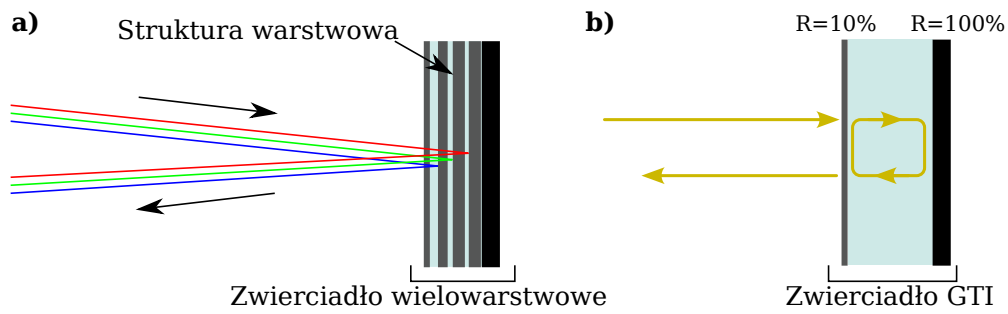 a)
Struktura warstwowa
Zwierciadło wielowarstwowe
b)
R=10%
R=100%
Zwierciadło GTI